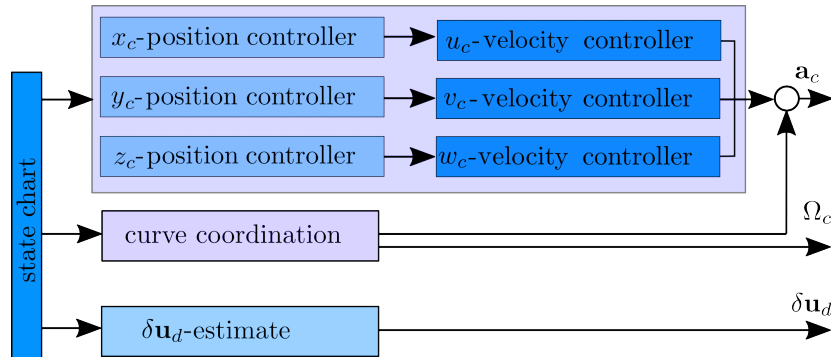 state chart
x_c-position controller
u_c-velocity controller
y_c-position controller
v_c-velocity controller
z_c-position controller
w_c-velocity controller
a_c
curve coordination
Ω_c
δu_d-estimate
δu_d